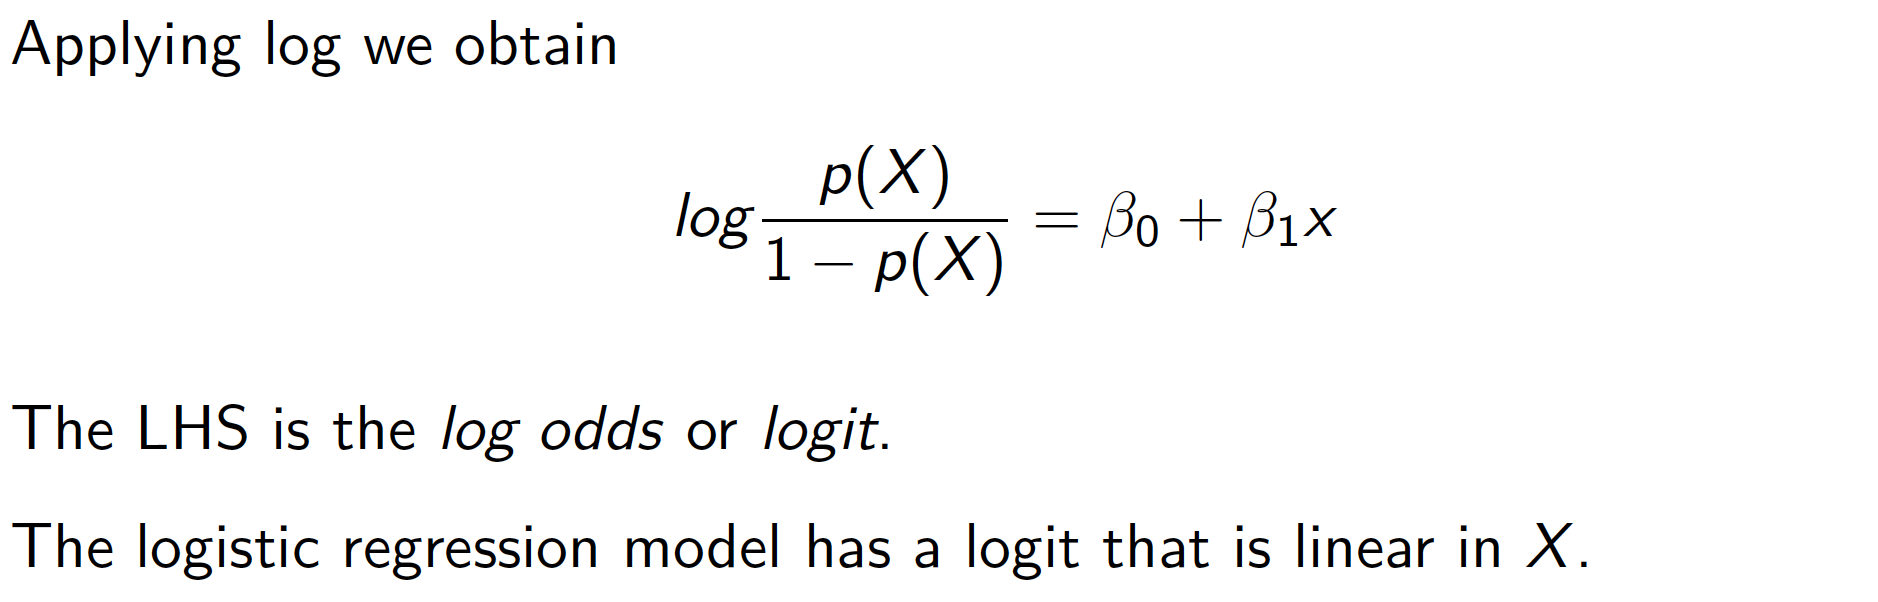 Applying log we obtain
log p(X) / 1 − p(X) = β₀ + β₁x
The LHS is the log odds or logit.
The logistic regression model has a logit that is linear in X.